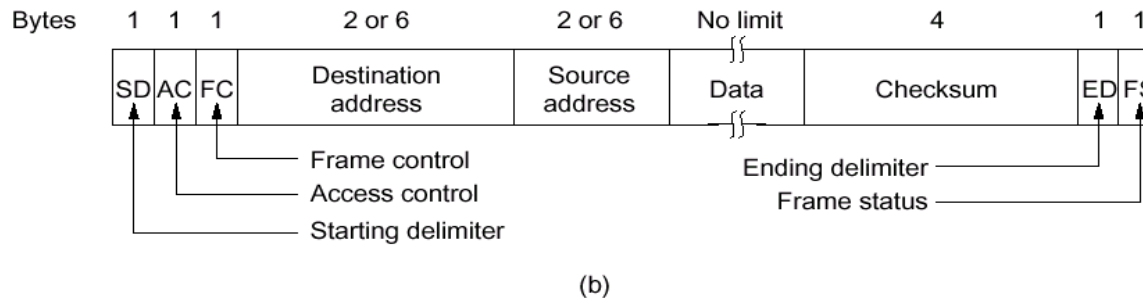 Bytes 1 1 1 2 or 6 2 or 6 No limit 4 1 1
SD AC FC Destination address Source address Data Checksum ED FS
Frame control
Access control
Starting delimiter
Ending delimiter
Frame status
(b)